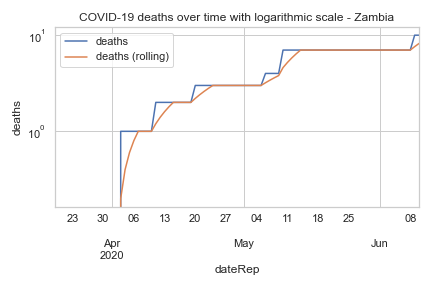 COVID-19 deaths over time with logarithmic scale - Zambia
10^1
deaths
deaths (rolling)
deaths
10^0
23 30 06 13 20 27 04 11 18 25 08
Apr May Jun
2020
dateRep